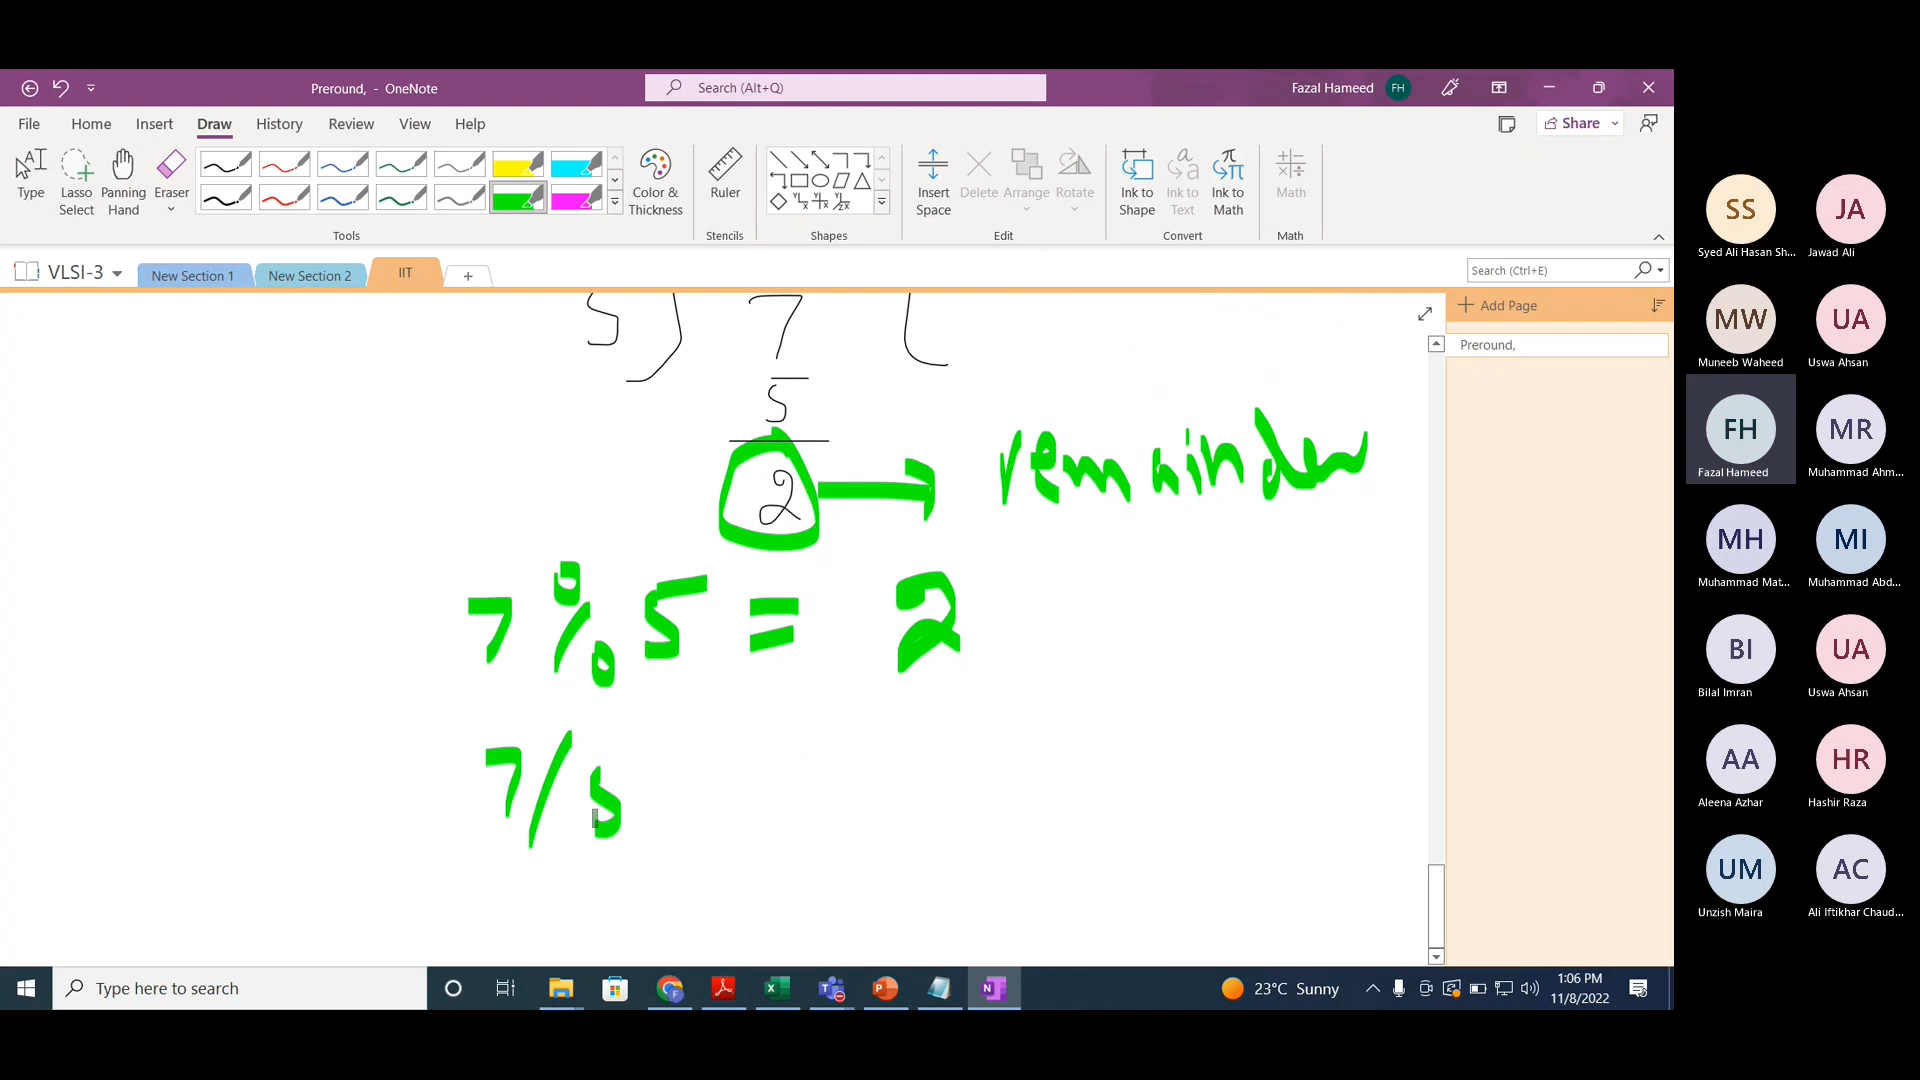 Preround, - OneNote
Search (Alt+Q)
Fazal Hameed FH
File Home Insert Draw History Review View Help
Share
Type
Lasso Select
Panning Hand
Eraser
Color & Thickness
Ruler
Insert Space
Delete
Arrange
Rotate
Ink to Shape
Ink to Text
Ink to Math
Math
Tools Stencils Shapes Edit Convert Math
VLSI-3 New Section 1 New Section 2 IIT +
Search (Ctrl+E)
Add Page
Preround,
5 ) 7 (
5
2 remainder
7 % 5 = 2
7/5
SS JA
Syed Ali Hasan Sh... Jawad Ali
MW UA
Muneeb Waheed Uswa Ahsan
FH MR
Fazal Hameed Muhammad Ahm...
MH MI
Muhammad Mat... Muhammad Abd...
BI UA
Bilal Imran Uswa Ahsan
AA HR
Aleena Azhar Hashir Raza
UM AC
Unzish Maira Ali Iftikhar Chaud...
Type here to search
23°C Sunny
1:06 PM
11/8/2022